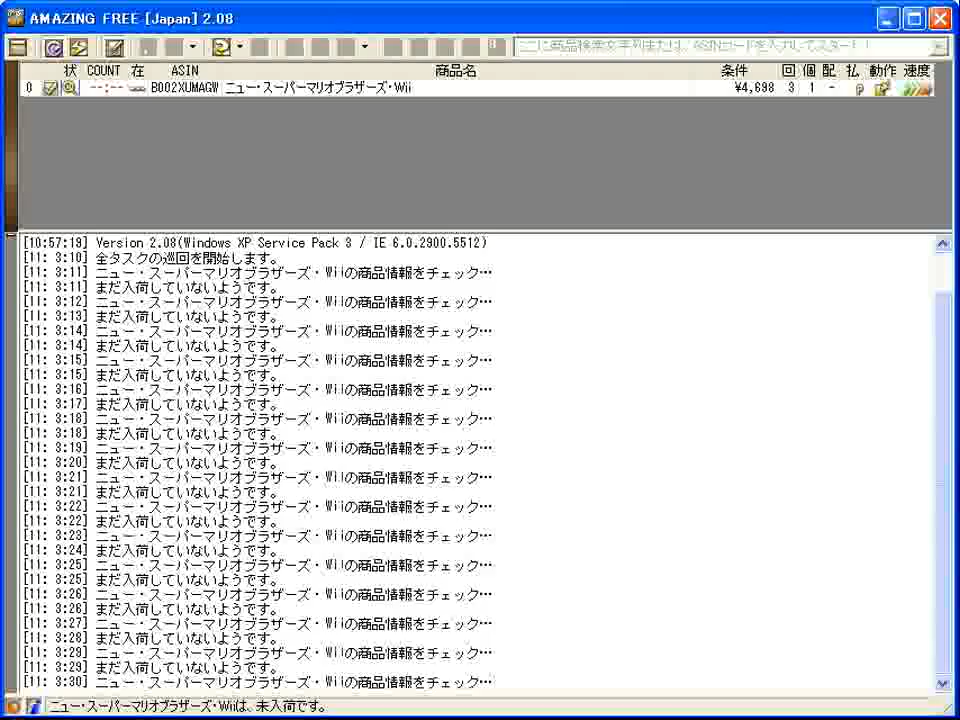 AMAZING FREE [Japan] 2.08
ここに商品検索文字列または、ASINコードを入力してスタート!
状 COUNT 在 ASIN 商品名 条件 回 個 配 払 動作 速度
0 --:-- B002XUMAGW ニュー・スーパーマリオブラザーズ・Wii ¥4,698 3 1 - p
[10:57:19] Version 2.08(Windows XP Service Pack 3 / IE 6.0.2900.5512)
[11: 3:10] 全タスクの巡回を開始します。
[11: 3:11] ニュー・スーパーマリオブラザーズ・Wiiの商品情報をチェック…
[11: 3:11] まだ入荷していないようです。
[11: 3:12] ニュー・スーパーマリオブラザーズ・Wiiの商品情報をチェック…
[11: 3:13] まだ入荷していないようです。
[11: 3:14] ニュー・スーパーマリオブラザーズ・Wiiの商品情報をチェック…
[11: 3:14] まだ入荷していないようです。
[11: 3:15] ニュー・スーパーマリオブラザーズ・Wiiの商品情報をチェック…
[11: 3:15] まだ入荷していないようです。
[11: 3:16] ニュー・スーパーマリオブラザーズ・Wiiの商品情報をチェック…
[11: 3:17] まだ入荷していないようです。
[11: 3:18] ニュー・スーパーマリオブラザーズ・Wiiの商品情報をチェック…
[11: 3:18] まだ入荷していないようです。
[11: 3:19] ニュー・スーパーマリオブラザーズ・Wiiの商品情報をチェック…
[11: 3:20] まだ入荷していないようです。
[11: 3:21] ニュー・スーパーマリオブラザーズ・Wiiの商品情報をチェック…
[11: 3:21] まだ入荷していないようです。
[11: 3:22] ニュー・スーパーマリオブラザーズ・Wiiの商品情報をチェック…
[11: 3:22] まだ入荷していないようです。
[11: 3:23] ニュー・スーパーマリオブラザーズ・Wiiの商品情報をチェック…
[11: 3:24] まだ入荷していないようです。
[11: 3:25] ニュー・スーパーマリオブラザーズ・Wiiの商品情報をチェック…
[11: 3:25] まだ入荷していないようです。
[11: 3:26] ニュー・スーパーマリオブラザーズ・Wiiの商品情報をチェック…
[11: 3:26] まだ入荷していないようです。
[11: 3:27] ニュー・スーパーマリオブラザーズ・Wiiの商品情報をチェック…
[11: 3:28] まだ入荷していないようです。
[11: 3:29] ニュー・スーパーマリオブラザーズ・Wiiの商品情報をチェック…
[11: 3:29] まだ入荷していないようです。
[11: 3:30] ニュー・スーパーマリオブラザーズ・Wiiの商品情報をチェック…
ニュー・スーパーマリオブラザーズ・Wiiは、未入荷です。